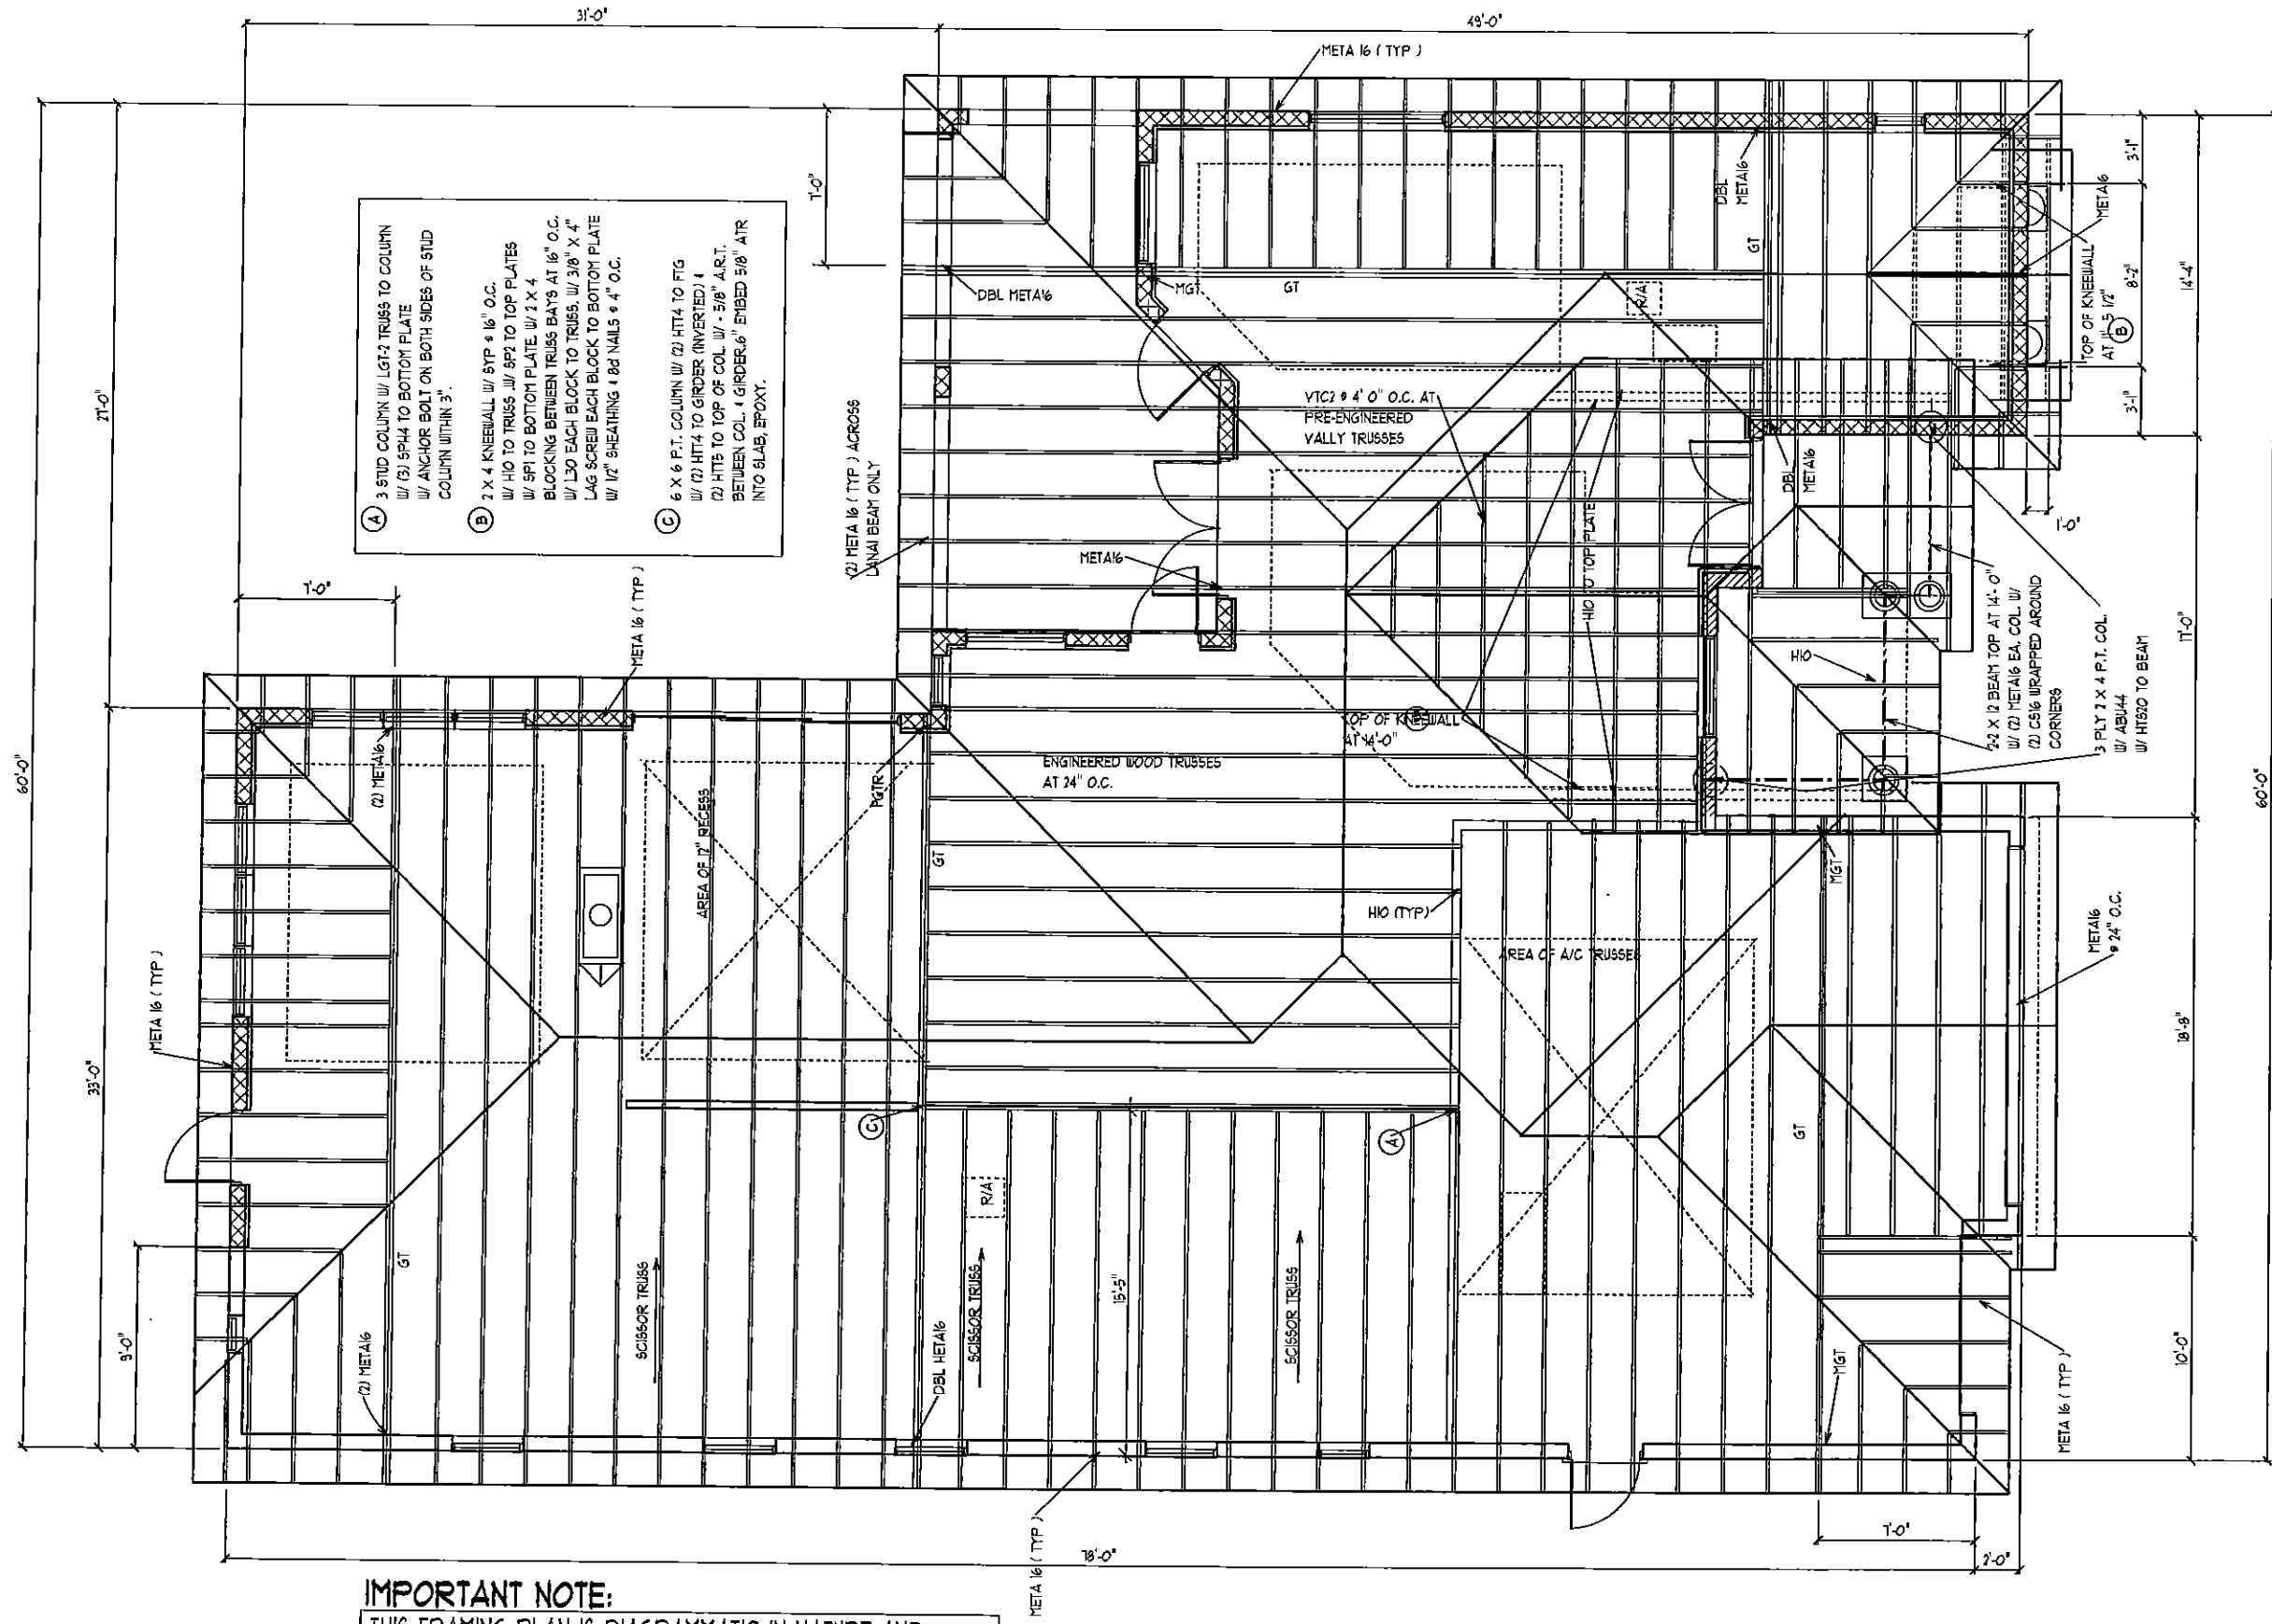 31'-0"
49'-0"
META 16 ( TYP )
60'-0"
27'-0"
33'-0"
9'-0"
7'-0"
7'-0"
(A) 3 STUD COLUMN W/ LGT-2 TRUSS TO COLUMN
W/ (3) SPH4 TO BOTTOM PLATE
W/ ANCHOR BOLT ON BOTH SIDES OF STUD
COLUMN WITHIN 3".
(B) 2 X 4 KNEEWALL W/ SYP @ 16" O.C.
W/ H10 TO TRUSS W/ SP2 TO TOP PLATES
W/ SP1 TO BOTTOM PLATE W/ 2 X 4
BLOCKING BETWEEN TRUSS BAYS AT 16" O.C.
W/ L30 EACH BLOCK TO TRUSS. W/ 3/8" X 4"
LAG SCREW EACH BLOCK TO BOTTOM PLATE
W/ 1/2" SHEATHING & 8d NAILS @ 4" O.C.
(C) 6 X 6 P.T. COLUMN W/ (2) HTT4 TO FTG
W/ (2) HTT4 TO GIRDER (INVERTED) &
(2) HTT5 TO TOP OF COL. W/ - 5/8" A.R.T.
BETWEEN COL. & GIRDER.6" EMBED 5/8" ATR
INTO SLAB, EPOXY.
(2) META 16 ( TYP ) ACROSS
LANAI BEAM ONLY
DBL META16
MGT
GT
R/A
DBL
META16
GT
META16
TOP OF KNEEWALL
AT 11'-5 1/2"
B
3'-1"
8'-2"
3'-1"
14'-4"
1'-0"
VTC2 @ 4' 0" O.C. AT
PRE-ENGINEERED
VALLY TRUSSES
META16
H10 TO TOP PLATE
DBL
META16
H10
2-2 X 12 BEAM TOP AT 14'- 0"
W/ (2) META16 EA. COL. W/
(2) CS16 WRAPPED AROUND
CORNERS
3 PLY 2 X 4 P.T. COL.
W/ ABU44
W/ HTS20 TO BEAM
17'-0"
60'-0"
META 16 ( TYP )
(2) META16
TOP OF KNEEWALL
AT 14'-0"
ENGINEERED WOOD TRUSSES
AT 24" O.C.
PGTR
AREA OF 12" RECESS
GT
H10 (TYP)
MGT
AREA OF A/C TRUSSES
META16
@ 24" O.C.
META 16 ( TYP )
C
A
GT
GT
R/A
SCISSOR TRUSS
SCISSOR TRUSS
SCISSOR TRUSS
15'-5"
18'-8"
10'-0"
(2) META16
DBL META16
MGT
META 16 ( TYP )
META 16 ( TYP )
7'-0"
78'-0"
2'-0"
IMPORTANT NOTE: